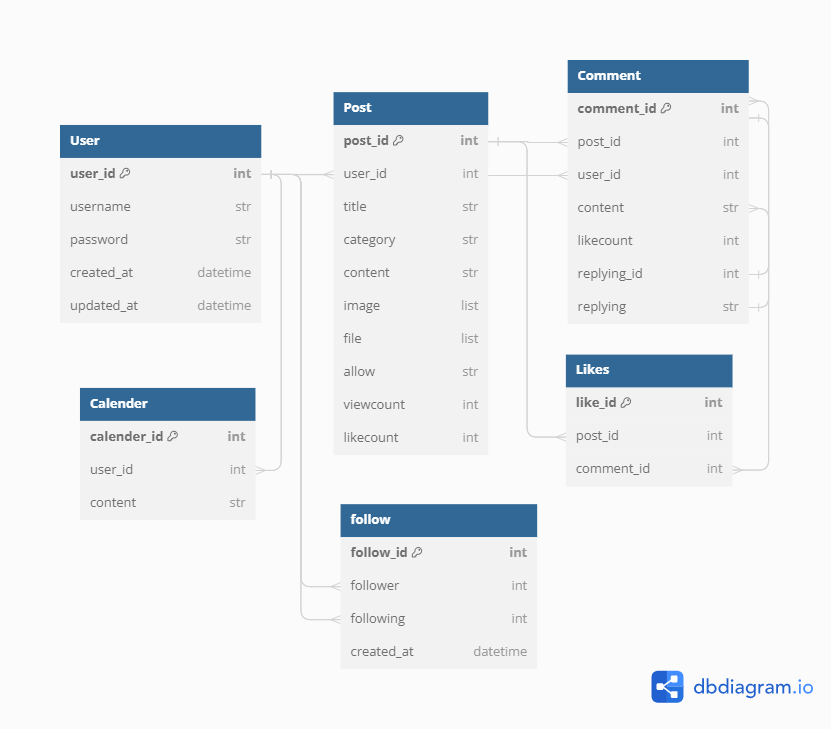 User
user_id int
username str
password str
created_at datetime
updated_at datetime
Calender
calender_id int
user_id int
content str
Post
post_id int
user_id int
title str
category str
content str
image list
file list
allow str
viewcount int
likecount int
follow
follow_id int
follower int
following int
created_at datetime
Comment
comment_id int
post_id int
user_id int
content str
likecount int
replying_id int
replying str
Likes
like_id int
post_id int
comment_id int
dbdiagram.io